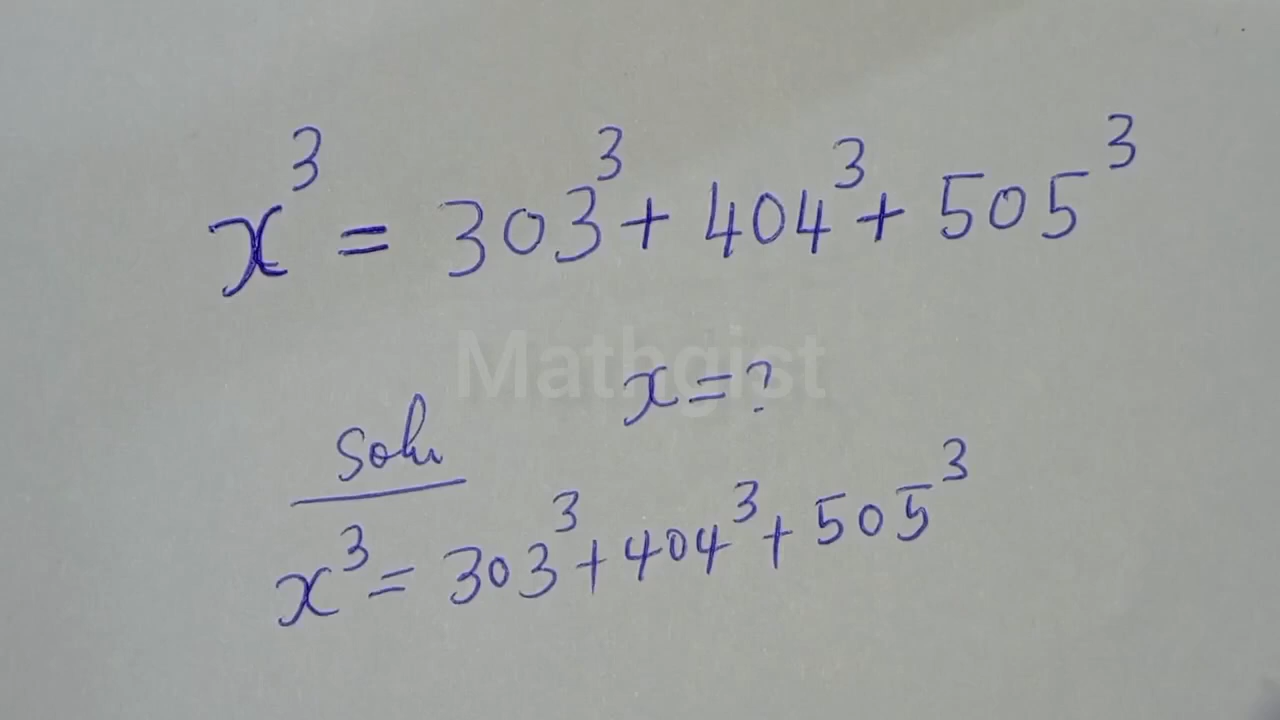 x³ = 303³ + 404³ + 505³
Mathgist
x = ?
Soln
x³ = 303³ + 404³ + 505³